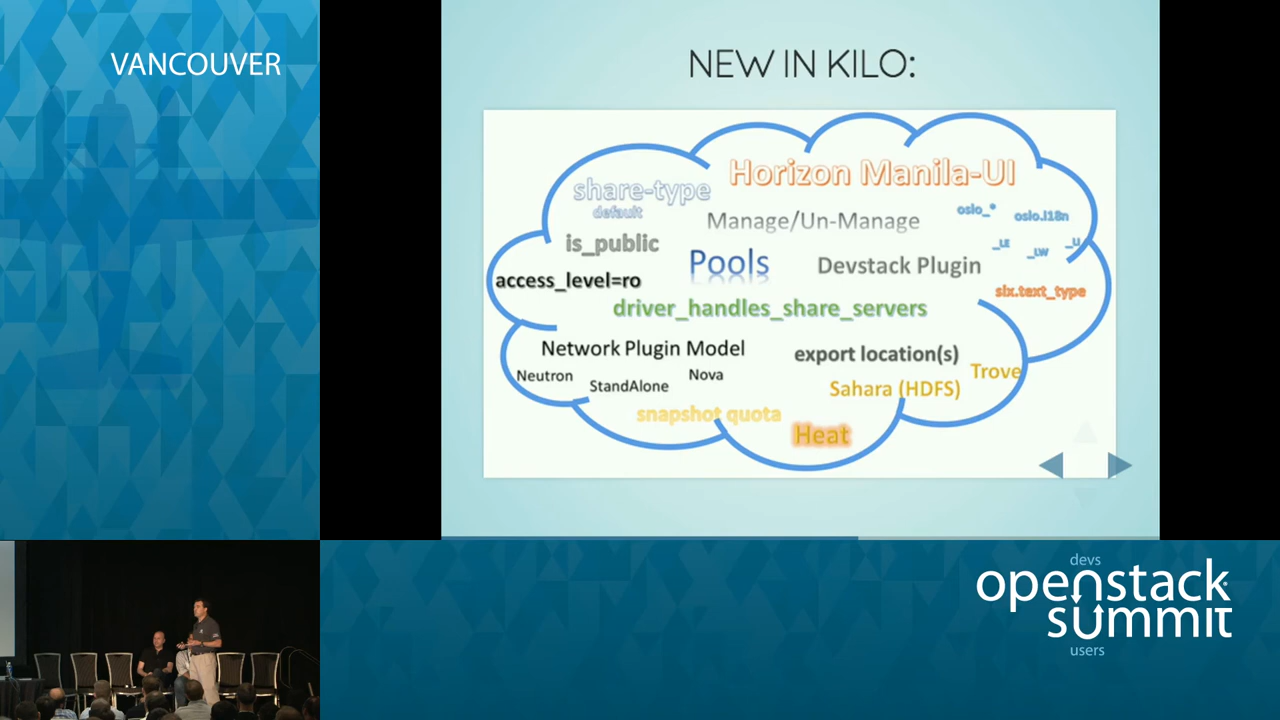 VANCOUVER
NEW IN KILO:
Horizon Manila-UI
share-type
default
Manage/Un-Manage
oslo_*
oslo.i18n
is_public
_LE
_LW
_LI
Pools
Devstack Plugin
access_level=ro
six.text_type
driver_handles_share_servers
Network Plugin Model
export location(s)
Neutron
StandAlone
Nova
Trove
Sahara (HDFS)
snapshot quota
Heat
devs
openstack
summit
users